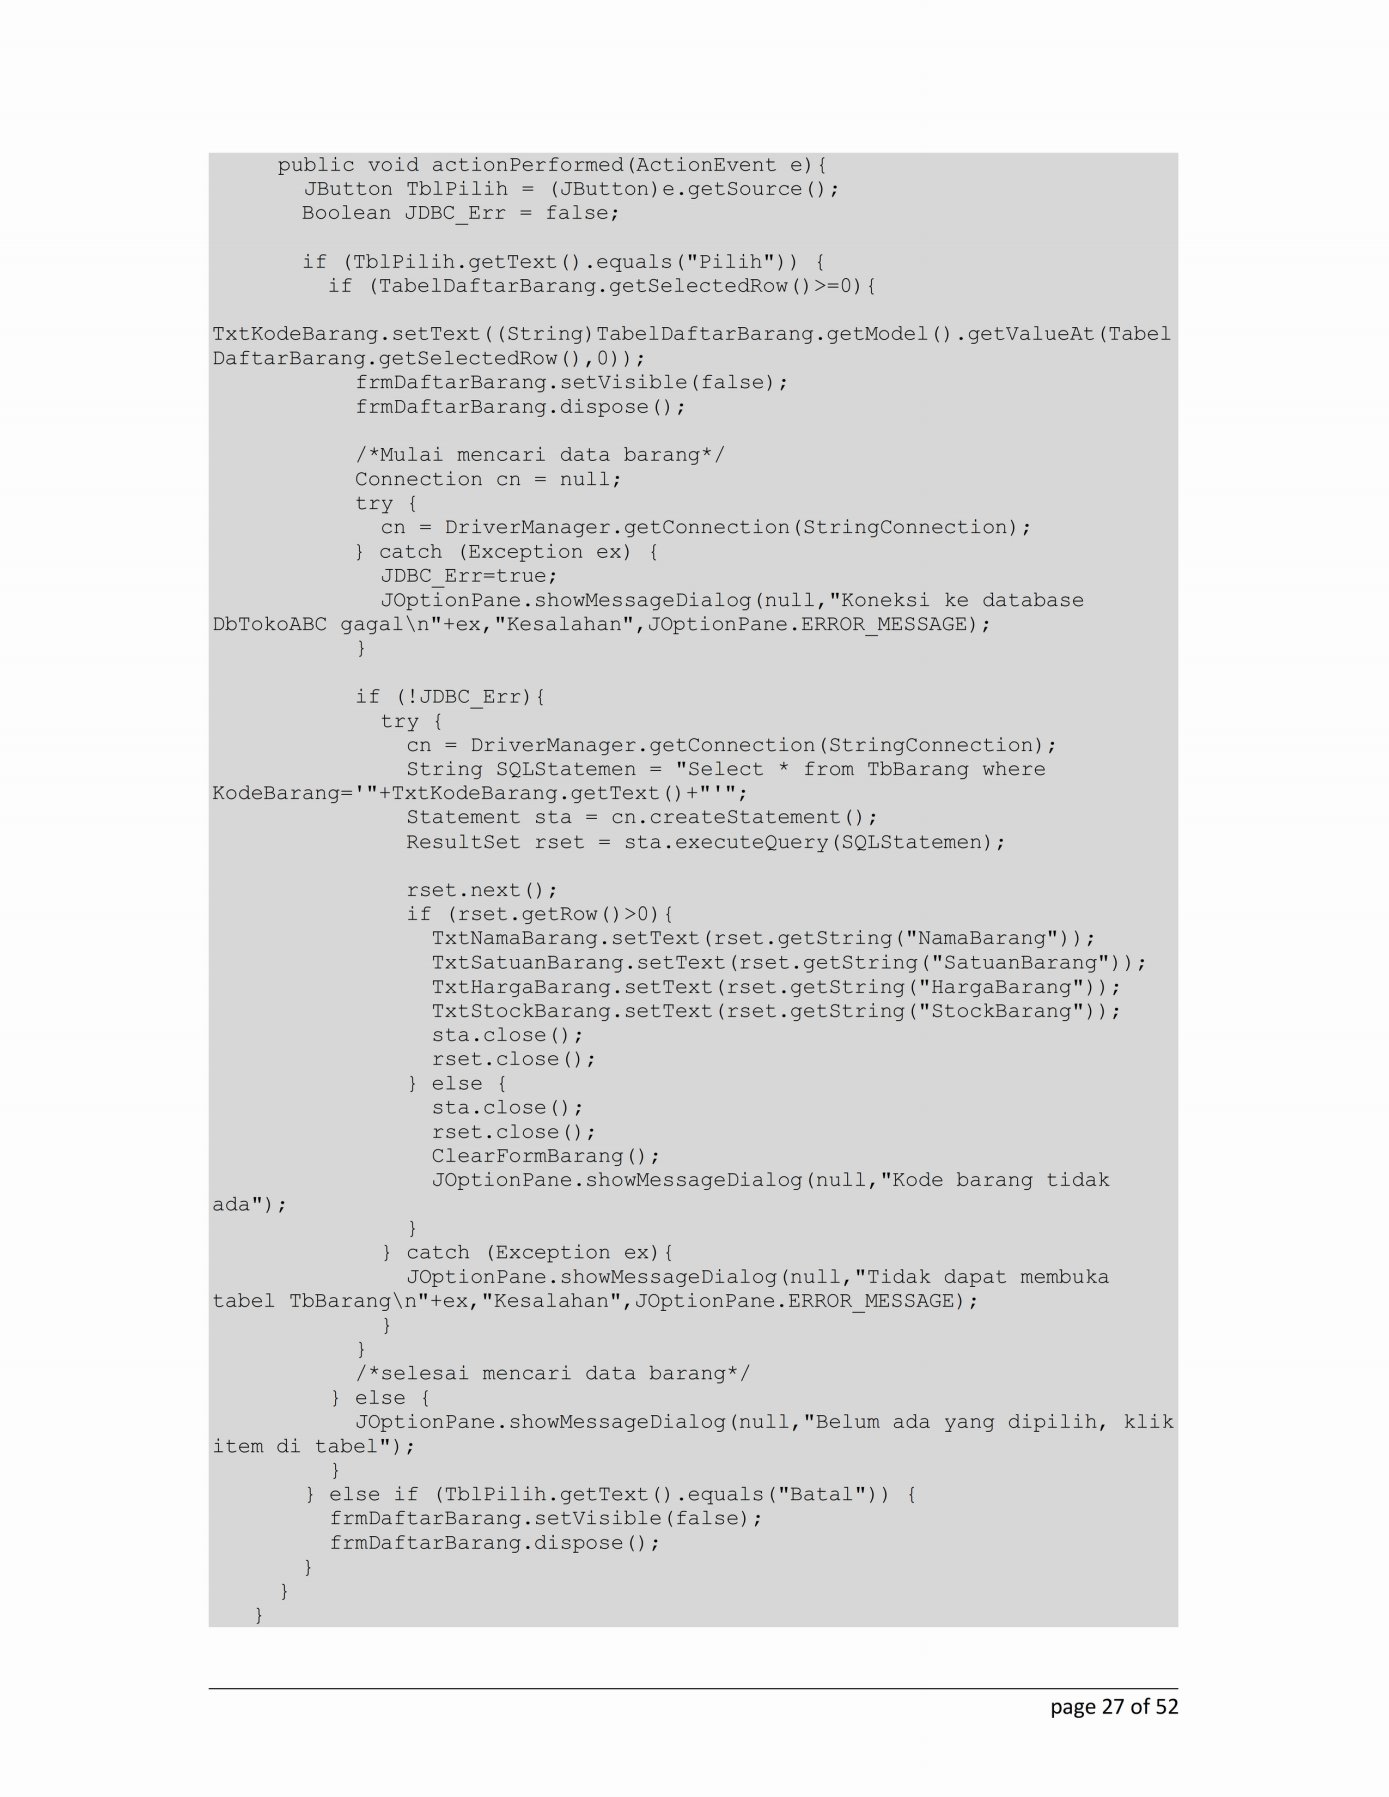 public void actionPerformed(ActionEvent e){
JButton TblPilih = (JButton)e.getSource();
Boolean JDBC_Err = false;
if (TblPilih.getText().equals("Pilih")) {
if (TabelDaftarBarang.getSelectedRow()>=0){
TxtKodeBarang.setText((String)TabelDaftarBarang.getModel().getValueAt(Tabel
DaftarBarang.getSelectedRow(),0));
frmDaftarBarang.setVisible(false);
frmDaftarBarang.dispose();
/*Mulai mencari data barang*/
Connection cn = null;
try {
cn = DriverManager.getConnection(StringConnection);
} catch (Exception ex) {
JDBC_Err=true;
JOptionPane.showMessageDialog(null,"Koneksi ke database
DbTokoABC gagal\n"+ex,"Kesalahan",JOptionPane.ERROR_MESSAGE);
}
if (!JDBC_Err){
try {
cn = DriverManager.getConnection(StringConnection);
String SQLStatemen = "Select * from TbBarang where
KodeBarang='"+TxtKodeBarang.getText()+"'";
Statement sta = cn.createStatement();
ResultSet rset = sta.executeQuery(SQLStatemen);
rset.next();
if (rset.getRow()>0){
TxtNamaBarang.setText(rset.getString("NamaBarang"));
TxtSatuanBarang.setText(rset.getString("SatuanBarang"));
TxtHargaBarang.setText(rset.getString("HargaBarang"));
TxtStockBarang.setText(rset.getString("StockBarang"));
sta.close();
rset.close();
} else {
sta.close();
rset.close();
ClearFormBarang();
JOptionPane.showMessageDialog(null,"Kode barang tidak
ada");
}
} catch (Exception ex){
JOptionPane.showMessageDialog(null,"Tidak dapat membuka
tabel TbBarang\n"+ex,"Kesalahan",JOptionPane.ERROR_MESSAGE);
}
}
/*selesai mencari data barang*/
} else {
JOptionPane.showMessageDialog(null,"Belum ada yang dipilih, klik
item di tabel");
}
} else if (TblPilih.getText().equals("Batal")) {
frmDaftarBarang.setVisible(false);
frmDaftarBarang.dispose();
}
}
}
page 27 of 52